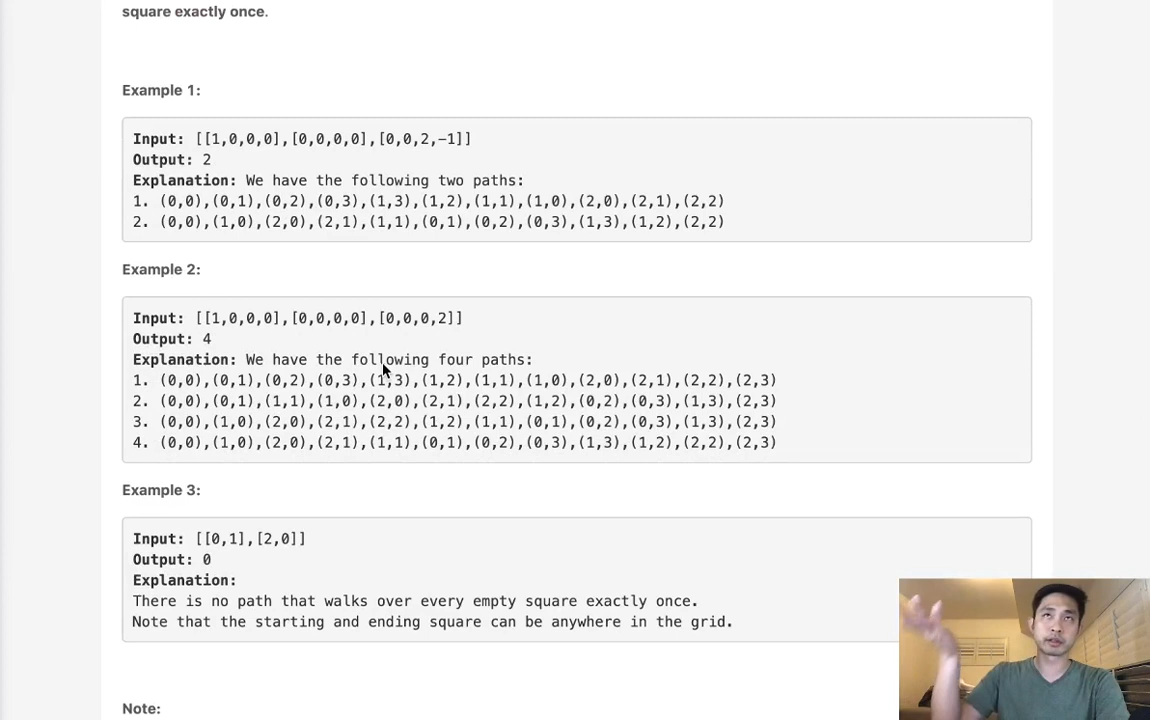 square exactly once.
Example 1:
Input: [[1,0,0,0],[0,0,0,0],[0,0,2,-1]]
Output: 2
Explanation: We have the following two paths:
1. (0,0),(0,1),(0,2),(0,3),(1,3),(1,2),(1,1),(1,0),(2,0),(2,1),(2,2)
2. (0,0),(1,0),(2,0),(2,1),(1,1),(0,1),(0,2),(0,3),(1,3),(1,2),(2,2)
Example 2:
Input: [[1,0,0,0],[0,0,0,0],[0,0,0,2]]
Output: 4
Explanation: We have the following four paths:
1. (0,0),(0,1),(0,2),(0,3),(1,3),(1,2),(1,1),(1,0),(2,0),(2,1),(2,2),(2,3)
2. (0,0),(0,1),(1,1),(1,0),(2,0),(2,1),(2,2),(1,2),(0,2),(0,3),(1,3),(2,3)
3. (0,0),(1,0),(2,0),(2,1),(2,2),(1,2),(1,1),(0,1),(0,2),(0,3),(1,3),(2,3)
4. (0,0),(1,0),(2,0),(2,1),(1,1),(0,1),(0,2),(0,3),(1,3),(1,2),(2,2),(2,3)
Example 3:
Input: [[0,1],[2,0]]
Output: 0
Explanation:
There is no path that walks over every empty square exactly once.
Note that the starting and ending square can be anywhere in the grid.
Note: